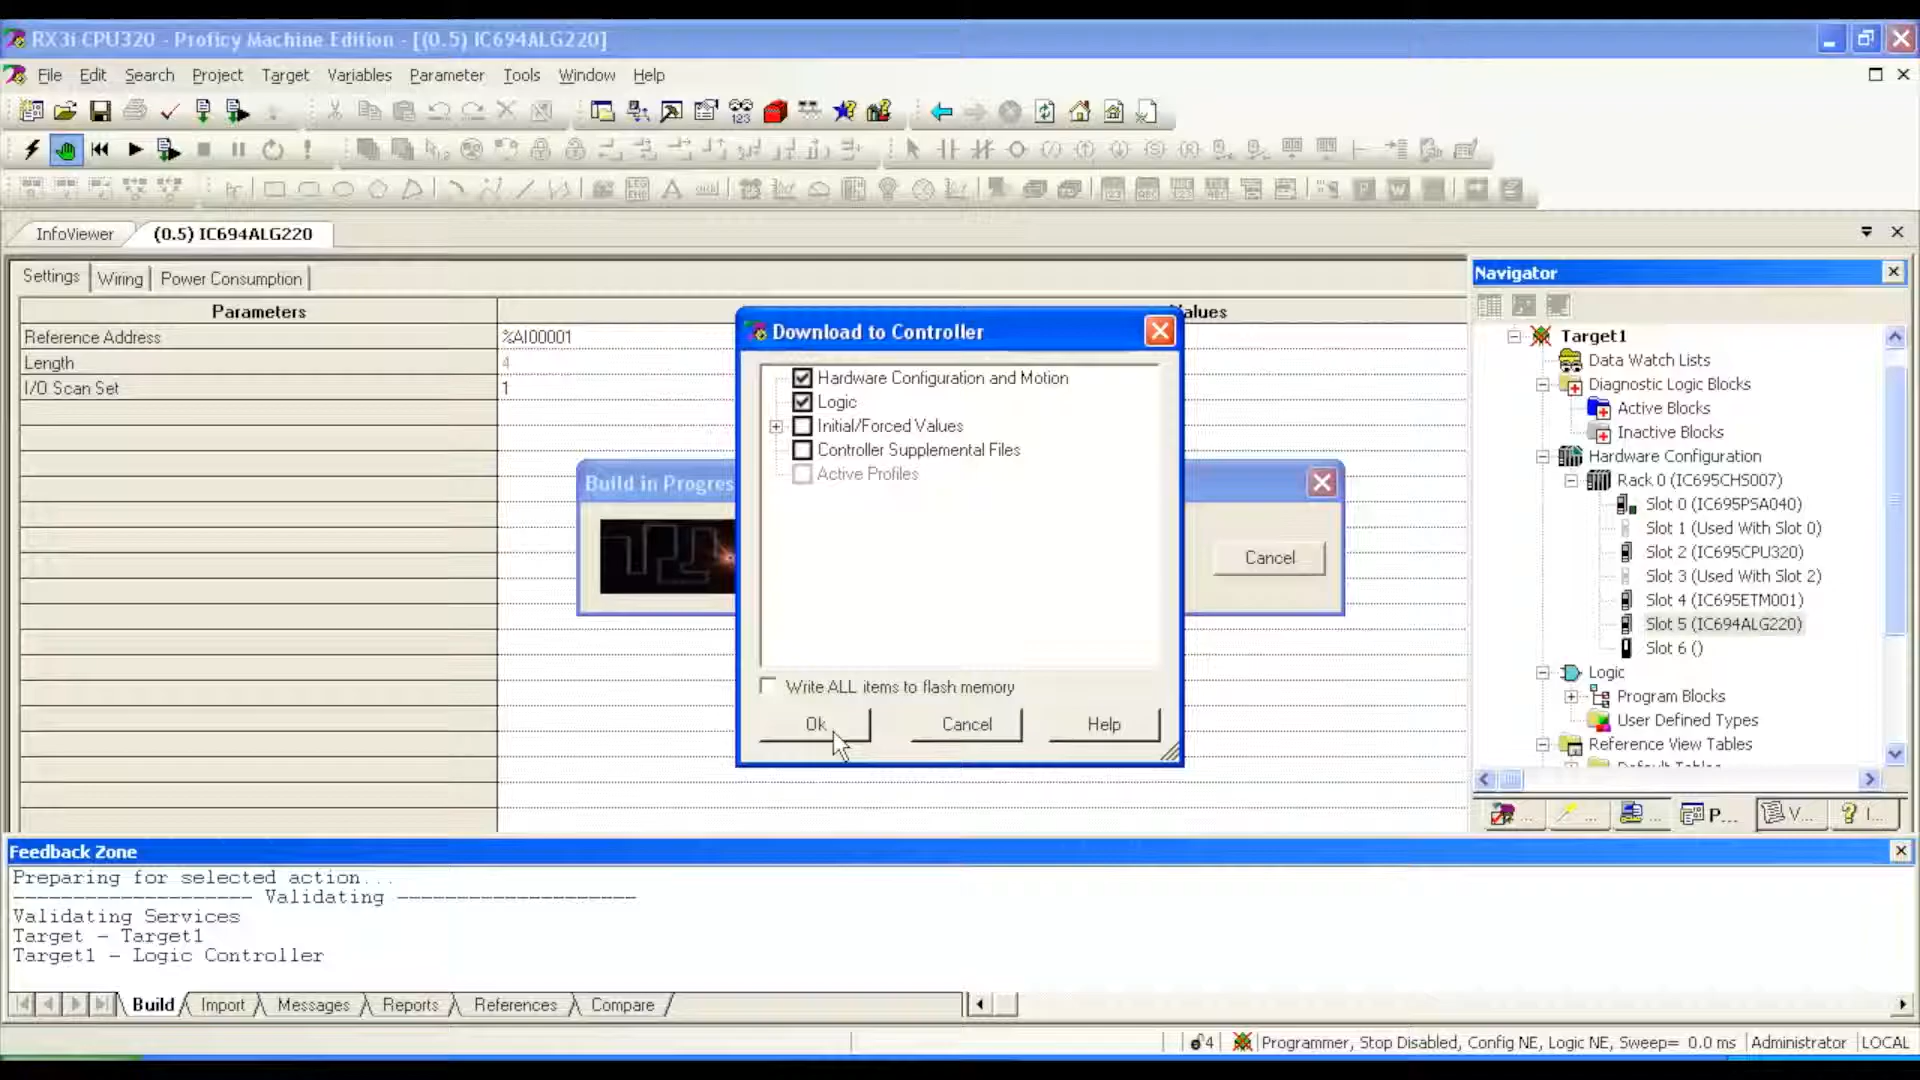 RX3i CPU320 - Proficy Machine Edition - [(0.5) IC694ALG220]
File Edit Search Project Target Variables Parameter Tools Window Help
InfoViewer (0.5) IC694ALG220
Settings Wiring Power Consumption
Parameters
Reference Address %AI00001
Length 4
I/O Scan Set 1
Build in Progres
Cancel
Download to Controller
Hardware Configuration and Motion
Logic
Initial/Forced Values
Controller Supplemental Files
Active Profiles
Write ALL items to flash memory
Ok Cancel Help
Navigator
Target1
Data Watch Lists
Diagnostic Logic Blocks
Active Blocks
Inactive Blocks
Hardware Configuration
Rack 0 (IC695CHS007)
Slot 0 (IC695PSA040)
Slot 1 (Used With Slot 0)
Slot 2 (IC695CPU320)
Slot 3 (Used With Slot 2)
Slot 4 (IC695ETM001)
Slot 5 (IC694ALG220)
Slot 6 ()
Logic
Program Blocks
User Defined Types
Reference View Tables
P... V... I...
Feedback Zone
Preparing for selected action...
-------------------- Validating --------------------
Validating Services
Target - Target1
Target1 - Logic Controller
Build Import Messages Reports References Compare
4 Programmer, Stop Disabled, Config NE, Logic NE, Sweep= 0.0 ms Administrator LOCAL